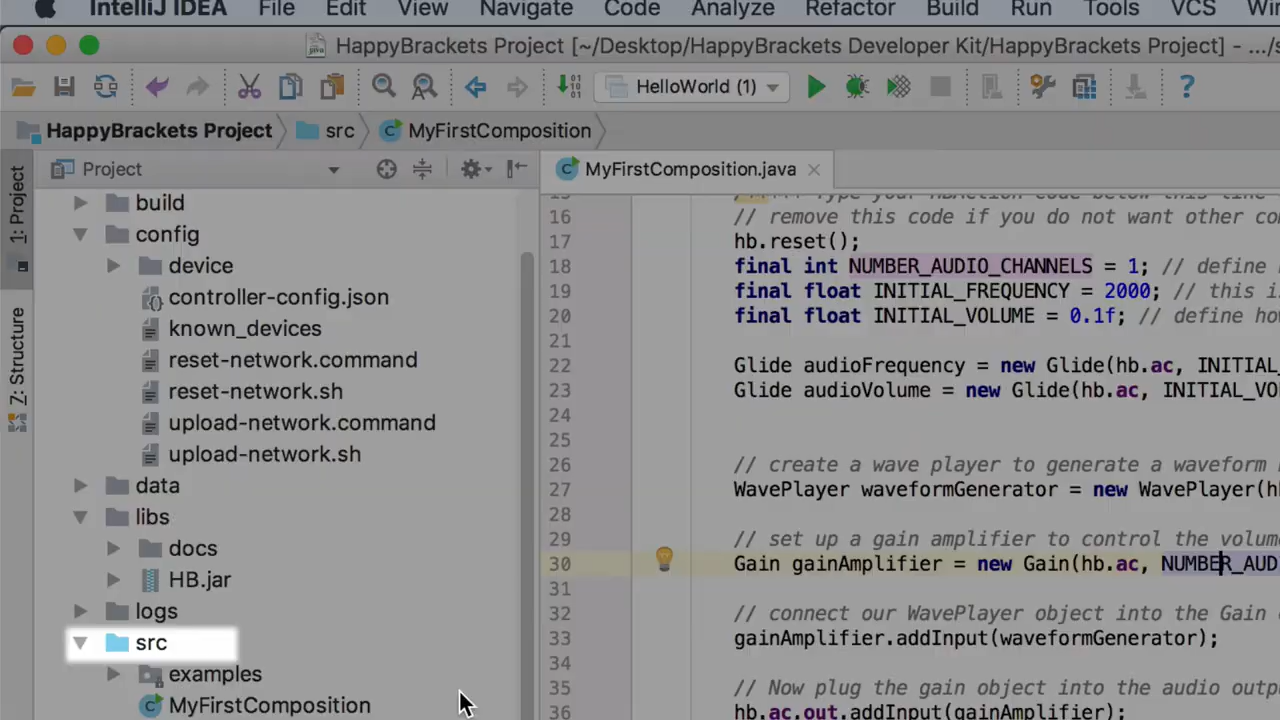 IntelliJ IDEA File Edit View Navigate Code Analyze Refactor Build Run Tools VCS
HappyBrackets Project [~/Desktop/HappyBrackets Developer Kit/HappyBrackets Project] - .../s
HelloWorld (1)
HappyBrackets Project src MyFirstComposition
1: Project
Z: Structure
Project
build
config
device
controller-config.json
known_devices
reset-network.command
reset-network.sh
upload-network.command
upload-network.sh
data
libs
docs
HB.jar
logs
src
examples
MyFirstComposition
MyFirstComposition.java
16 // remove this code if you do not want other co
17 hb.reset();
18 final int NUMBER_AUDIO_CHANNELS = 1; // define
19 final float INITIAL_FREQUENCY = 2000; // this i
20 final float INITIAL_VOLUME = 0.1f; // define ho
21
22 Glide audioFrequency = new Glide(hb.ac, INITIAL_
23 Glide audioVolume = new Glide(hb.ac, INITIAL_VO
24
25
26 // create a wave player to generate a waveform
27 WavePlayer waveformGenerator = new WavePlayer(h
28
29 // set up a gain amplifier to control the volum
30 Gain gainAmplifier = new Gain(hb.ac, NUMBER_AUD
31
32 // connect our WavePlayer object into the Gain
33 gainAmplifier.addInput(waveformGenerator);
34
35 // Now plug the gain object into the audio outp
36 hb.ac.out.addInput(gainAmplifier);